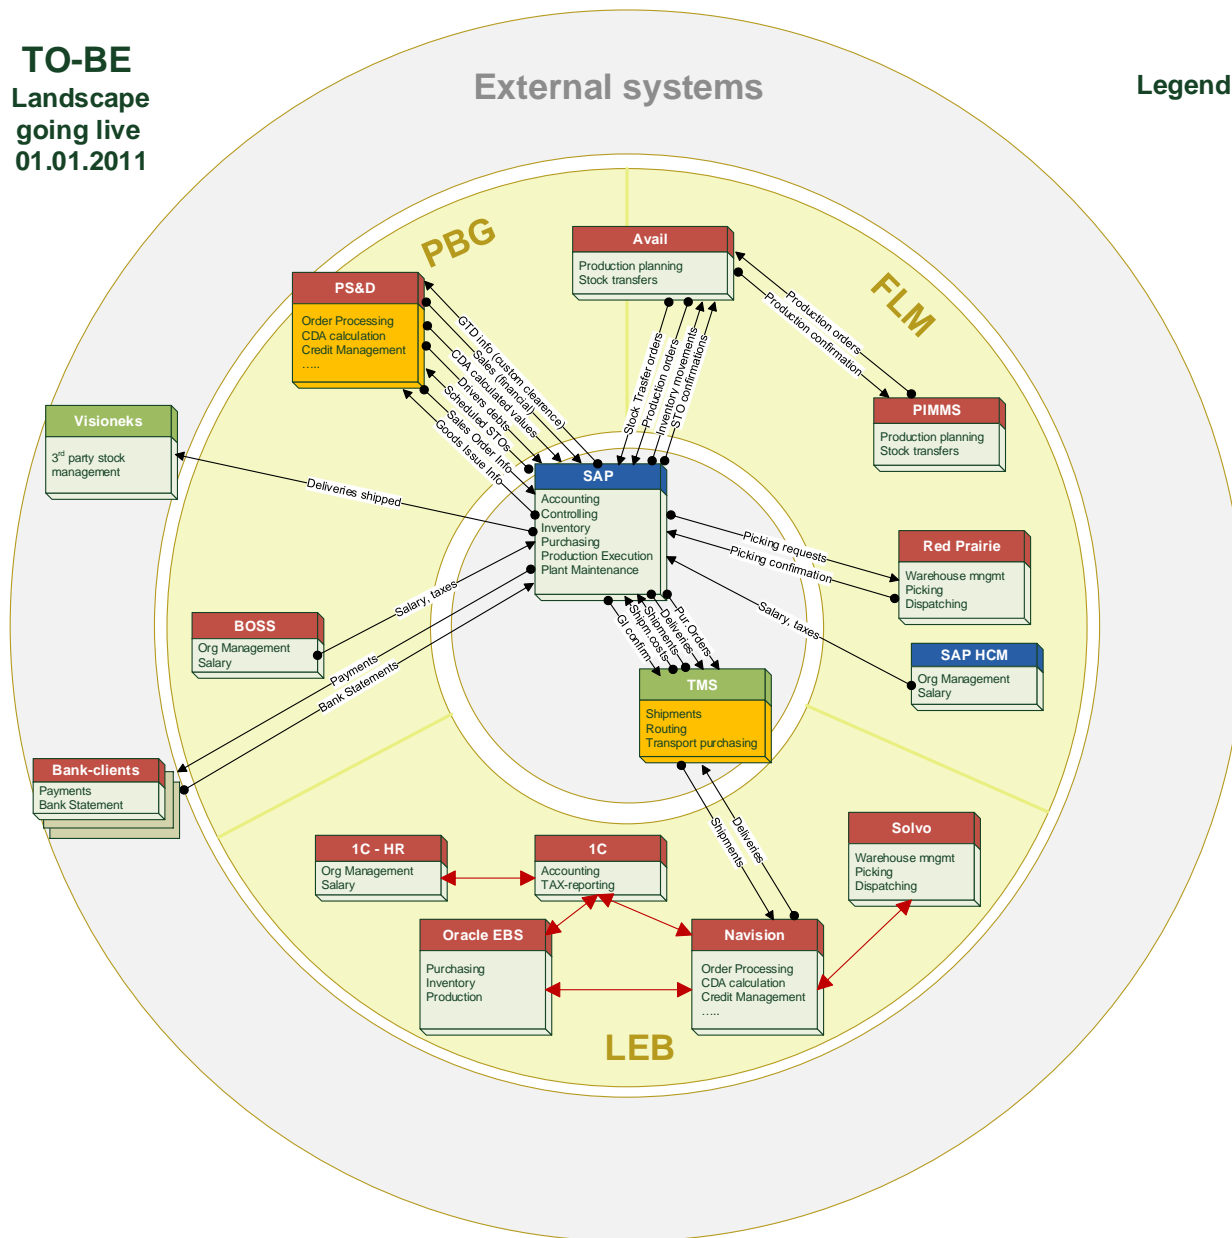 TO-BE
Landscape
going live
01.01.2011
External systems
Legend
PBG
FLM
LEB
Avail
Production planning
Stock transfers
PS&D
Order Processing
CDA calculation
Credit Management
…..
Production orders
Production confirmation
PIMMS
Production planning
Stock transfers
Visioneks
3rd party stock
management
GTD info (custom clearence)
Sales (financial)
CDA calculated values
Drivers debts
Scheduled STOs
Sales Order Info
Goods Issue Info
Stock Trasfer orders
Production orders
Inventory movements
STO confirmations
SAP
Accounting
Controlling
Inventory
Purchasing
Production Execution
Plant Maintenance
Deliveries shipped
Picking requests
Picking confirmation
Red Prairie
Warehouse mngmt
Picking
Dispatching
Salary, taxes
Salary, taxes
BOSS
Org Management
Salary
SAP HCM
Org Management
Salary
Payments
Bank Statements
GI confirm
Shipm.costs
Shipments
Deliveries
Pur.Orders
TMS
Shipments
Routing
Transport purchasing
Bank-clients
Payments
Bank Statement
Shipments
Deliveries
1C - HR
Org Management
Salary
1C
Accounting
TAX-reporting
Solvo
Warehouse mngmt
Picking
Dispatching
Oracle EBS
Purchasing
Inventory
Production
Navision
Order Processing
CDA calculation
Credit Management
…..